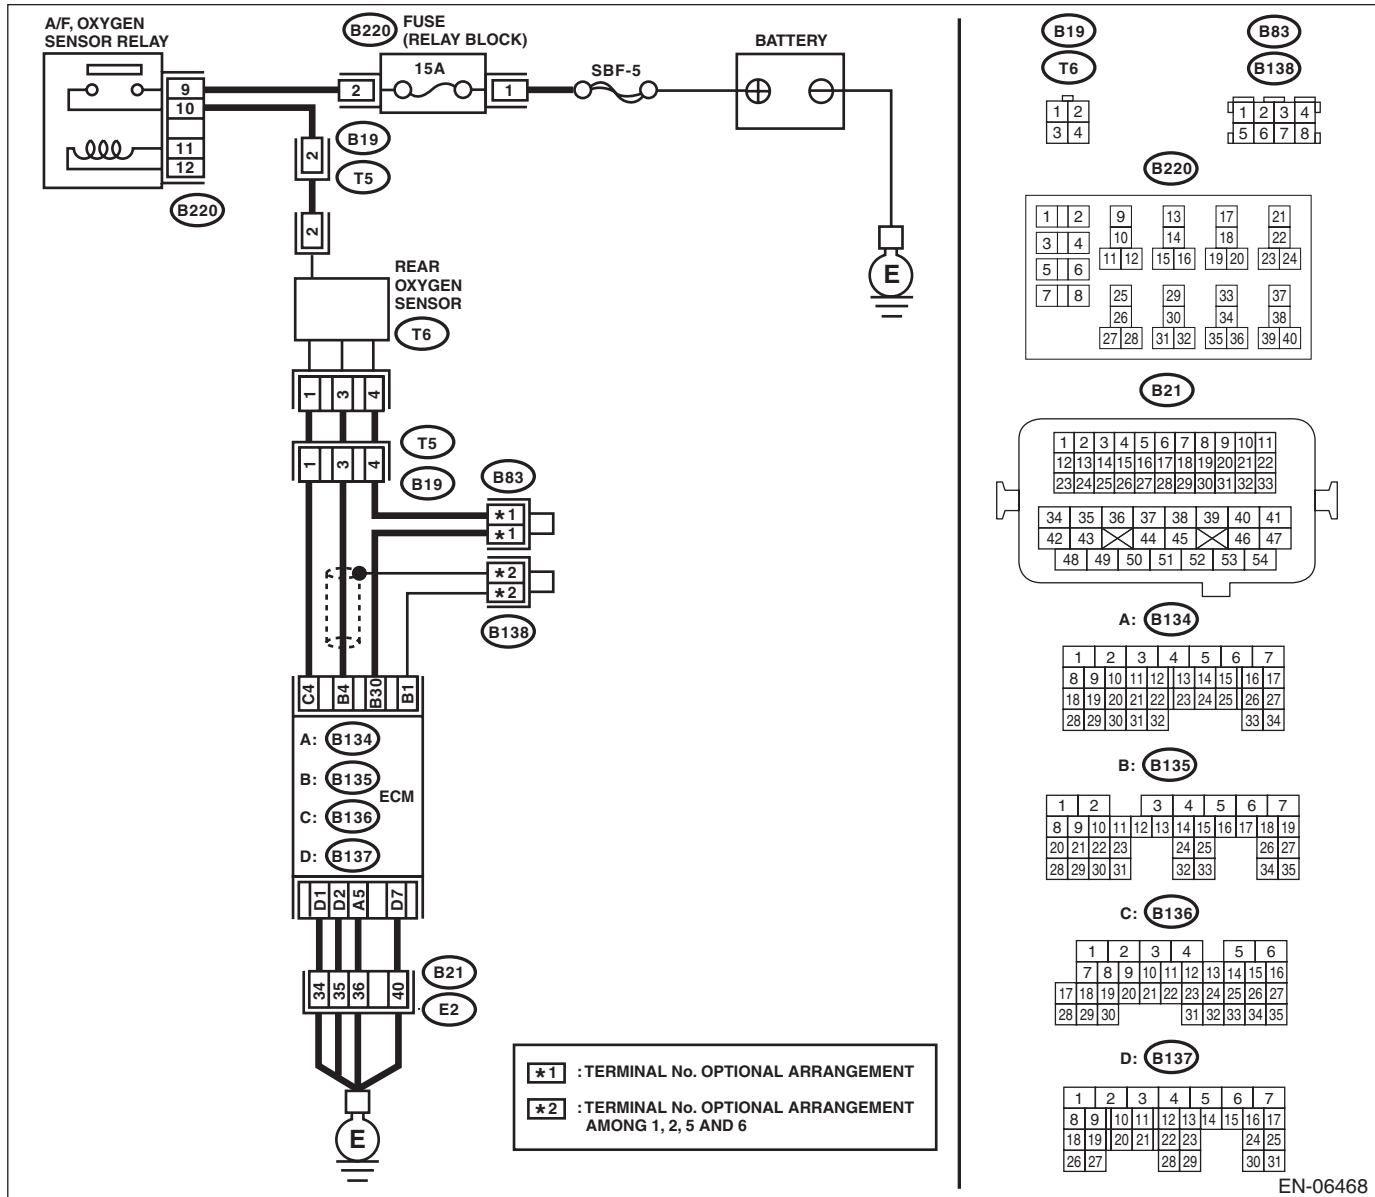 A/F, OXYGEN
SENSOR RELAY
B220
FUSE
(RELAY BLOCK)
15A
SBF-5
BATTERY
9
10
11
12
2
1
B220
2
B19
T5
2
REAR
OXYGEN
SENSOR
T6
E
1 3 4
T5
1 3 4
B19
B83
*1
*1
*2
*2
B138
C4 B4 B30 B1
A: B134
B: B135
ECM
C: B136
D: B137
D1 D2 A5 D7
34 35 36 40
B21
E2
E
*1 : TERMINAL No. OPTIONAL ARRANGEMENT
*2 : TERMINAL No. OPTIONAL ARRANGEMENT
AMONG 1, 2, 5 AND 6
B19
T6
1 2
3 4
B83
B138
1 2 3 4
5 6 7 8
B220
1 2 9 13 17 21
3 4 10 14 18 22
5 6 11 12 15 16 19 20 23 24
7 8 25 29 33 37
26 30 34 38
27 28 31 32 35 36 39 40
B21
1 2 3 4 5 6 7 8 9 10 11
12 13 14 15 16 17 18 19 20 21 22
23 24 25 26 27 28 29 30 31 32 33
34 35 36 37 38 39 40 41
42 43 44 45 46 47
48 49 50 51 52 53 54
A: B134
1 2 3 4 5 6 7
8 9 10 11 12 13 14 15 16 17
18 19 20 21 22 23 24 25 26 27
28 29 30 31 32 33 34
B: B135
1 2 3 4 5 6 7
8 9 10 11 12 13 14 15 16 17 18 19
20 21 22 23 24 25 26 27
28 29 30 31 32 33 34 35
C: B136
1 2 3 4 5 6
7 8 9 10 11 12 13 14 15 16
17 18 19 20 21 22 23 24 25 26 27
28 29 30 31 32 33 34 35
D: B137
1 2 3 4 5 6 7
8 9 10 11 12 13 14 15 16 17
18 19 20 21 22 23 24 25
26 27 28 29 30 31
EN-06468